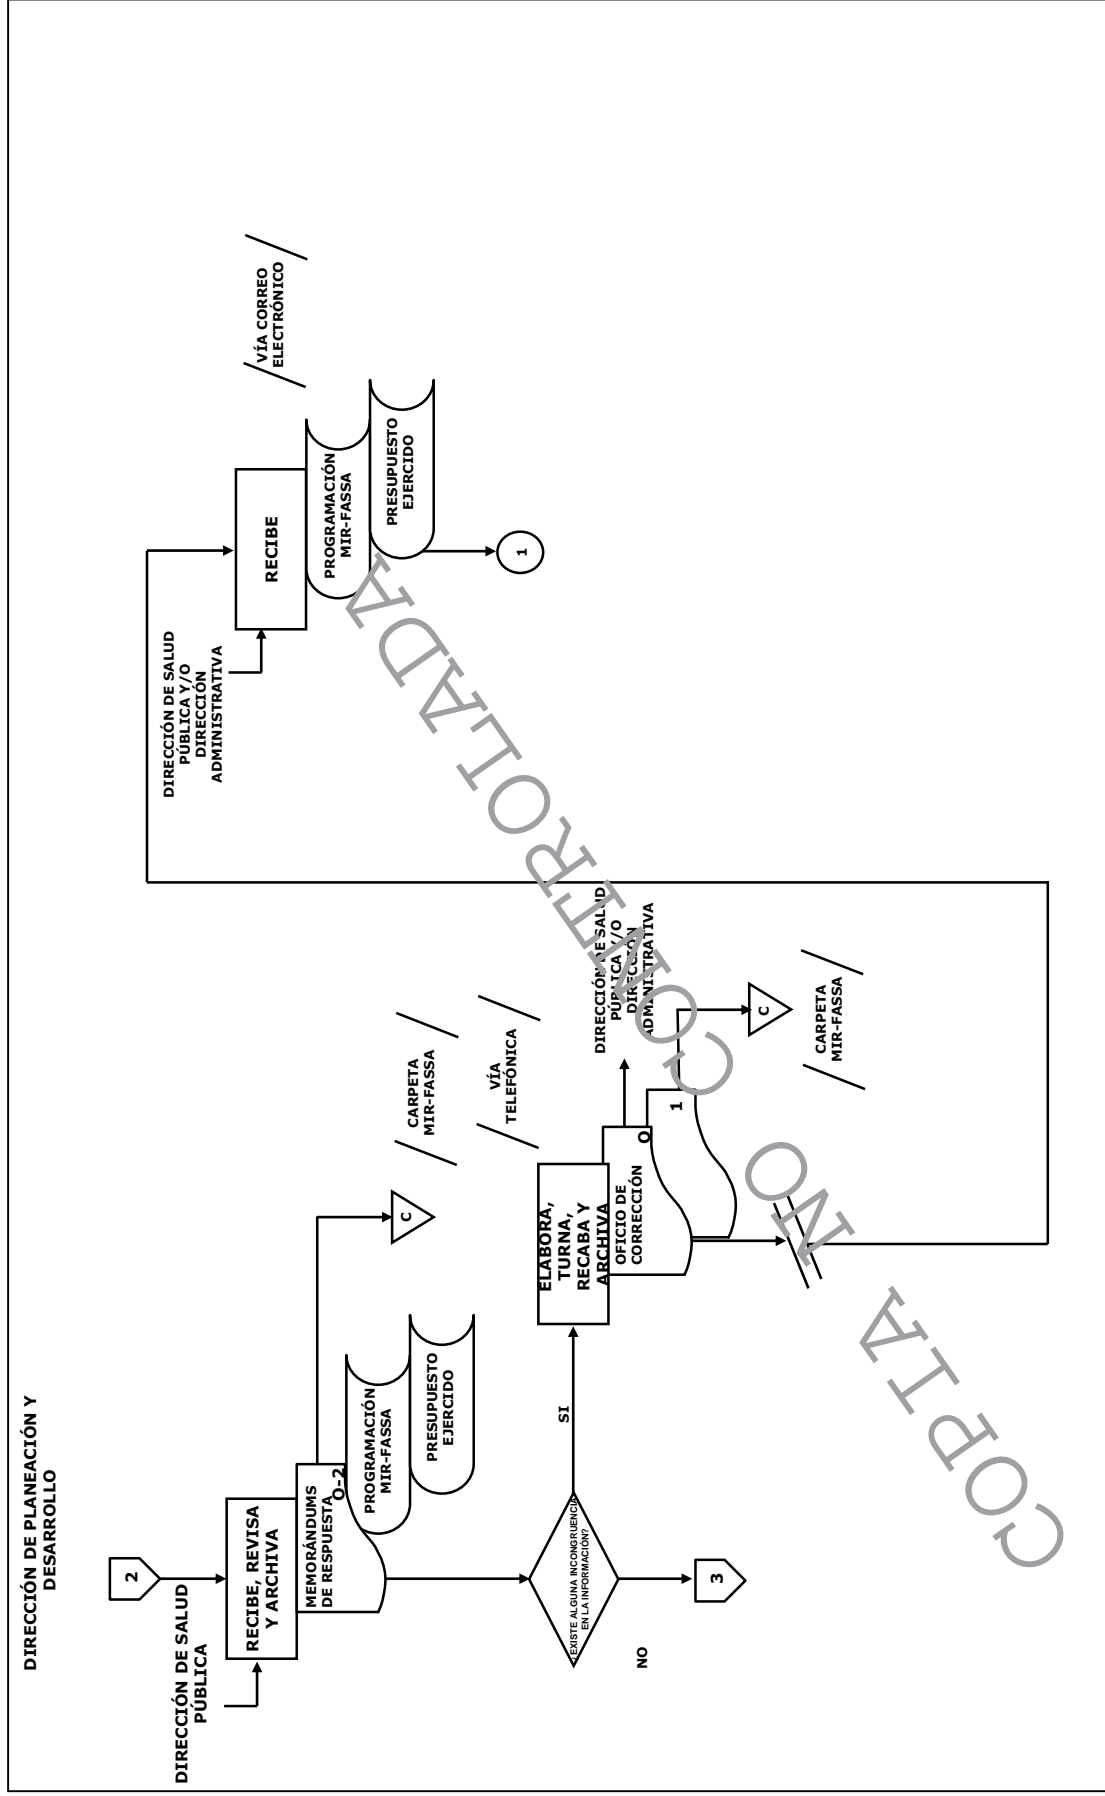 DIRECCIÓN DE PLANEACIÓN Y
DESARROLLO
2
DIRECCIÓN DE SALUD
PÚBLICA
RECIBE, REVISA
Y ARCHIVA
MEMORÁNDUMS
DE RESPUESTA
O-2
PROGRAMACIÓN
MIR-FASSA
PRESUPUESTO
EJERCIDO
C
CARPETA
MIR-FASSA
VÍA
TELEFÓNICA
¿EXISTE ALGUNA INCONGRUENCIA
EN LA INFORMACIÓN?
SI
NO
3
ELABORA,
TURNA,
RECABA Y
ARCHIVA
OFICIO DE
CORRECCIÓN
O
1
DIRECCIÓN DE SALUD
PÚBLICA Y/O
DIRECCIÓN
ADMINISTRATIVA
C
CARPETA
MIR-FASSA
DIRECCIÓN DE SALUD
PÚBLICA Y/O
DIRECCIÓN
ADMINISTRATIVA
RECIBE
PROGRAMACIÓN
MIR-FASSA
PRESUPUESTO
EJERCIDO
1
VÍA CORREO
ELECTRÓNICO
COPIA NO CONTROLADA